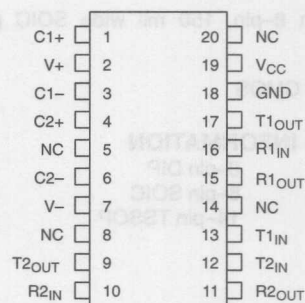 C1+ 1 20 NC
V+ 2 19 VCC
C1− 3 18 GND
C2+ 4 17 T1OUT
NC 5 16 R1IN
C2− 6 15 R1OUT
V− 7 14 NC
NC 8 13 T1IN
T2OUT 9 12 T2IN
R2IN 10 11 R2OUT